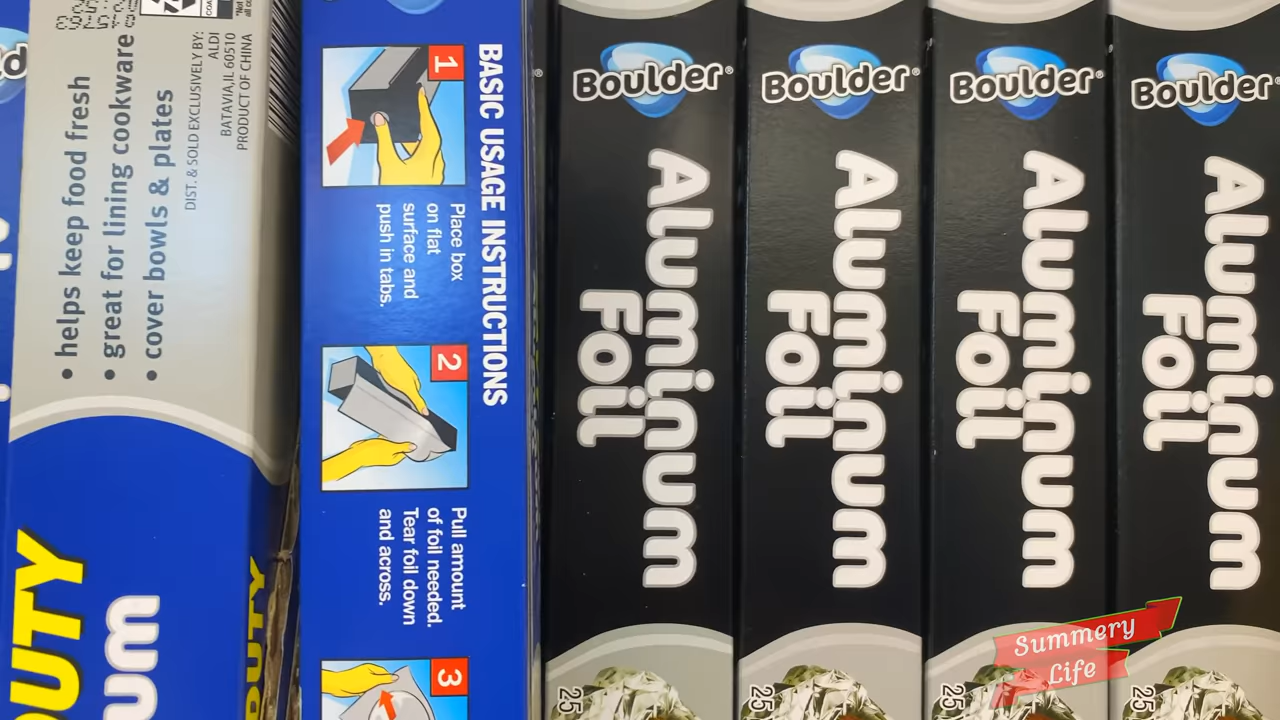 d
helps keep food fresh
great for lining cookware
cover bowls & plates
DIST. & SOLD EXCLUSIVELY BY:
ALDI
BATAVIA,IL 60510
PRODUCT OF CHINA
DUTY
um
DUTY
BASIC USAGE INSTRUCTIONS
1
Place box
on flat
surface and
push in tabs.
2
Pull amount
of foil needed.
Tear foil down
and across.
3
Boulder®
Aluminum
Foil
25
Boulder®
Aluminum
Foil
25
Boulder®
Aluminum
Foil
25
Boulder®
Aluminum
Foil
25
Summery
Life